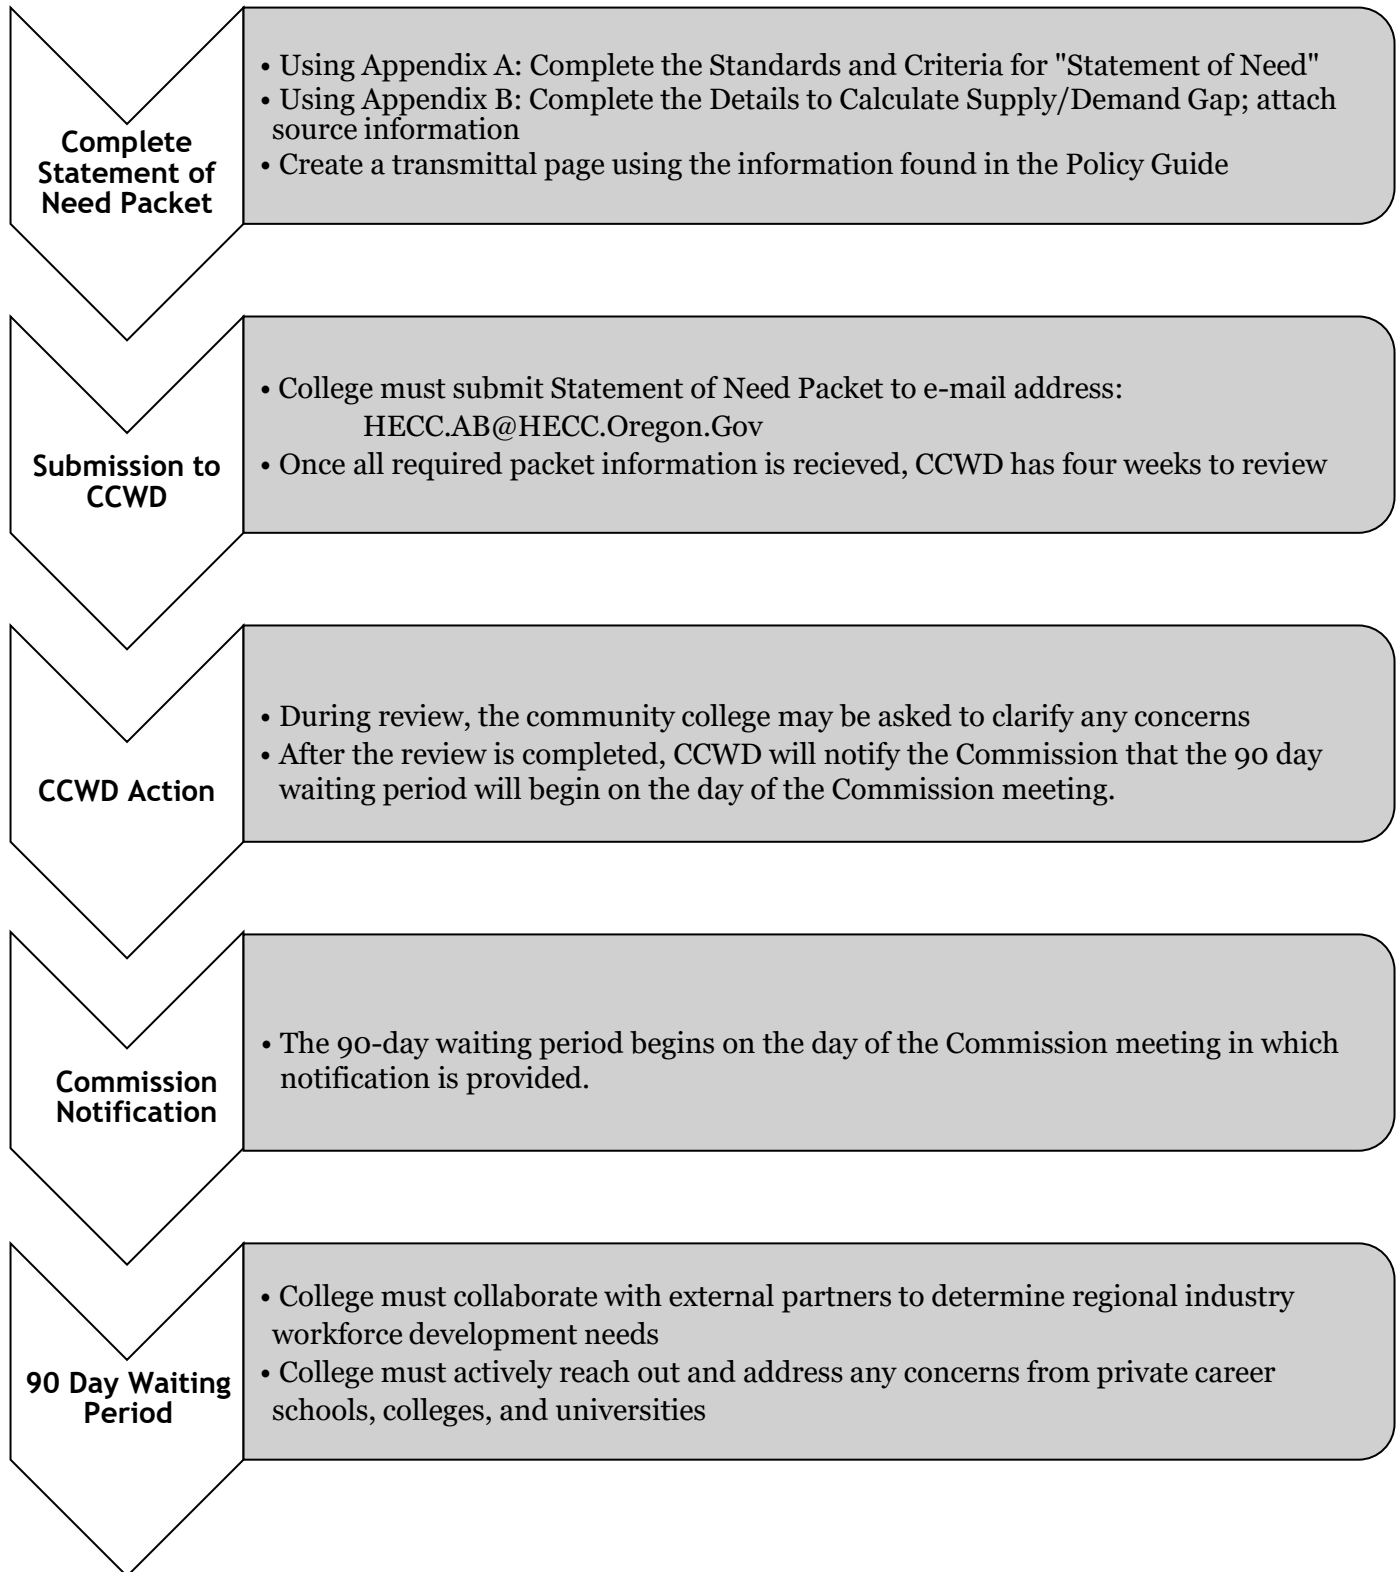 Complete
Statement of
Need Packet
• Using Appendix A: Complete the Standards and Criteria for "Statement of Need"
• Using Appendix B: Complete the Details to Calculate Supply/Demand Gap; attach
source information
• Create a transmittal page using the information found in the Policy Guide
Submission to
CCWD
• College must submit Statement of Need Packet to e-mail address:
HECC.AB@HECC.Oregon.Gov
• Once all required packet information is recieved, CCWD has four weeks to review
CCWD Action
• During review, the community college may be asked to clarify any concerns
• After the review is completed, CCWD will notify the Commission that the 90 day
waiting period will begin on the day of the Commission meeting.
Commission
Notification
• The 90-day waiting period begins on the day of the Commission meeting in which
notification is provided.
90 Day Waiting
Period
• College must collaborate with external partners to determine regional industry
workforce development needs
• College must actively reach out and address any concerns from private career
schools, colleges, and universities